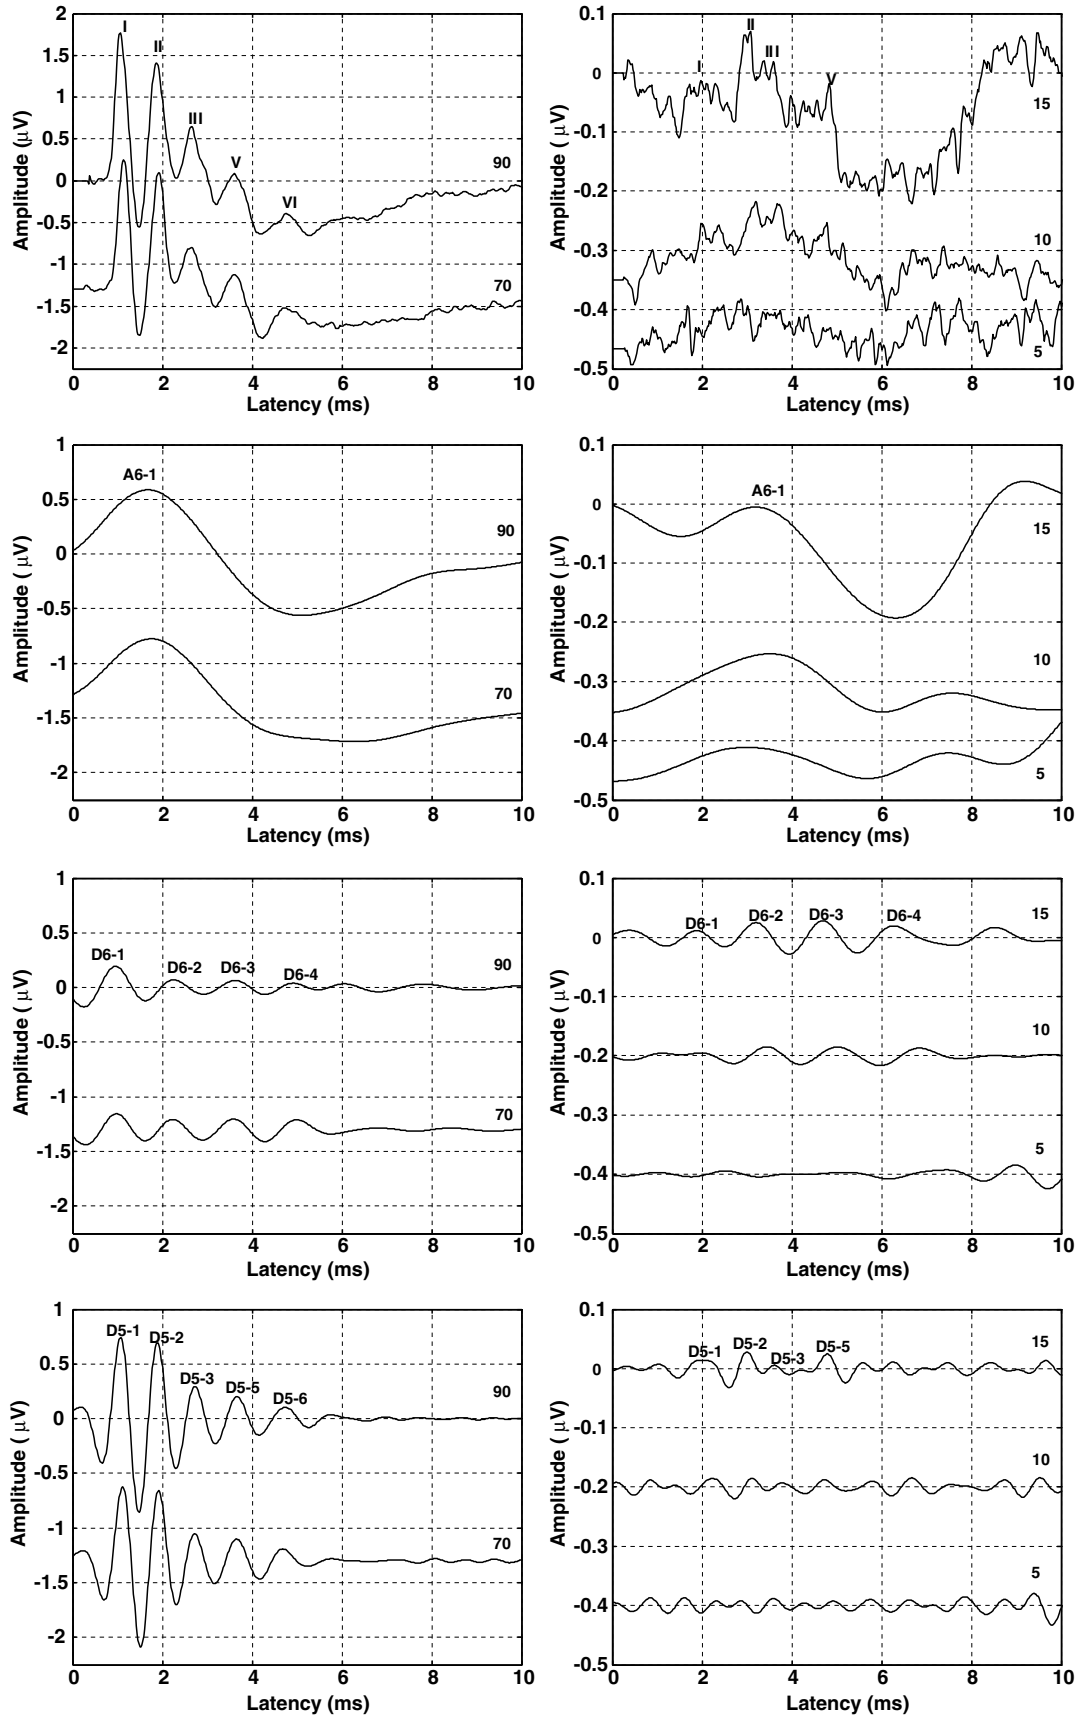 2
1.5
1
0.5
0
-0.5
-1
-1.5
-2
Amplitude (μV)
I
II
III
V
VI
90
70
0 2 4 6 8 10
Latency (ms)
0.1
0
-0.1
-0.2
-0.3
-0.4
-0.5
Amplitude ( μV)
I
II
III
V
15
10
5
0 2 4 6 8 10
Latency (ms)
1
0.5
0
-0.5
-1
-1.5
-2
Amplitude ( μV)
A6-1
90
70
0 2 4 6 8 10
Latency (ms)
0.1
0
-0.1
-0.2
-0.3
-0.4
-0.5
Amplitude ( μV)
A6-1
15
10
5
0 2 4 6 8 10
Latency (ms)
1
0.5
0
-0.5
-1
-1.5
-2
Amplitude ( μV)
D6-1 D6-2 D6-3 D6-4
90
70
0 2 4 6 8 10
Latency (ms)
0.1
0
-0.1
-0.2
-0.3
-0.4
-0.5
Amplitude ( μV)
D6-1 D6-2 D6-3 D6-4
15
10
5
0 2 4 6 8 10
Latency (ms)
1
0.5
0
-0.5
-1
-1.5
-2
Amplitude ( μV)
D5-1 D5-2 D5-3 D5-5 D5-6
90
70
0 2 4 6 8 10
Latency (ms)
0.1
0
-0.1
-0.2
-0.3
-0.4
-0.5
Amplitude ( μV)
D5-1 D5-2 D5-3 D5-5
15
10
5
0 2 4 6 8 10
Latency (ms)